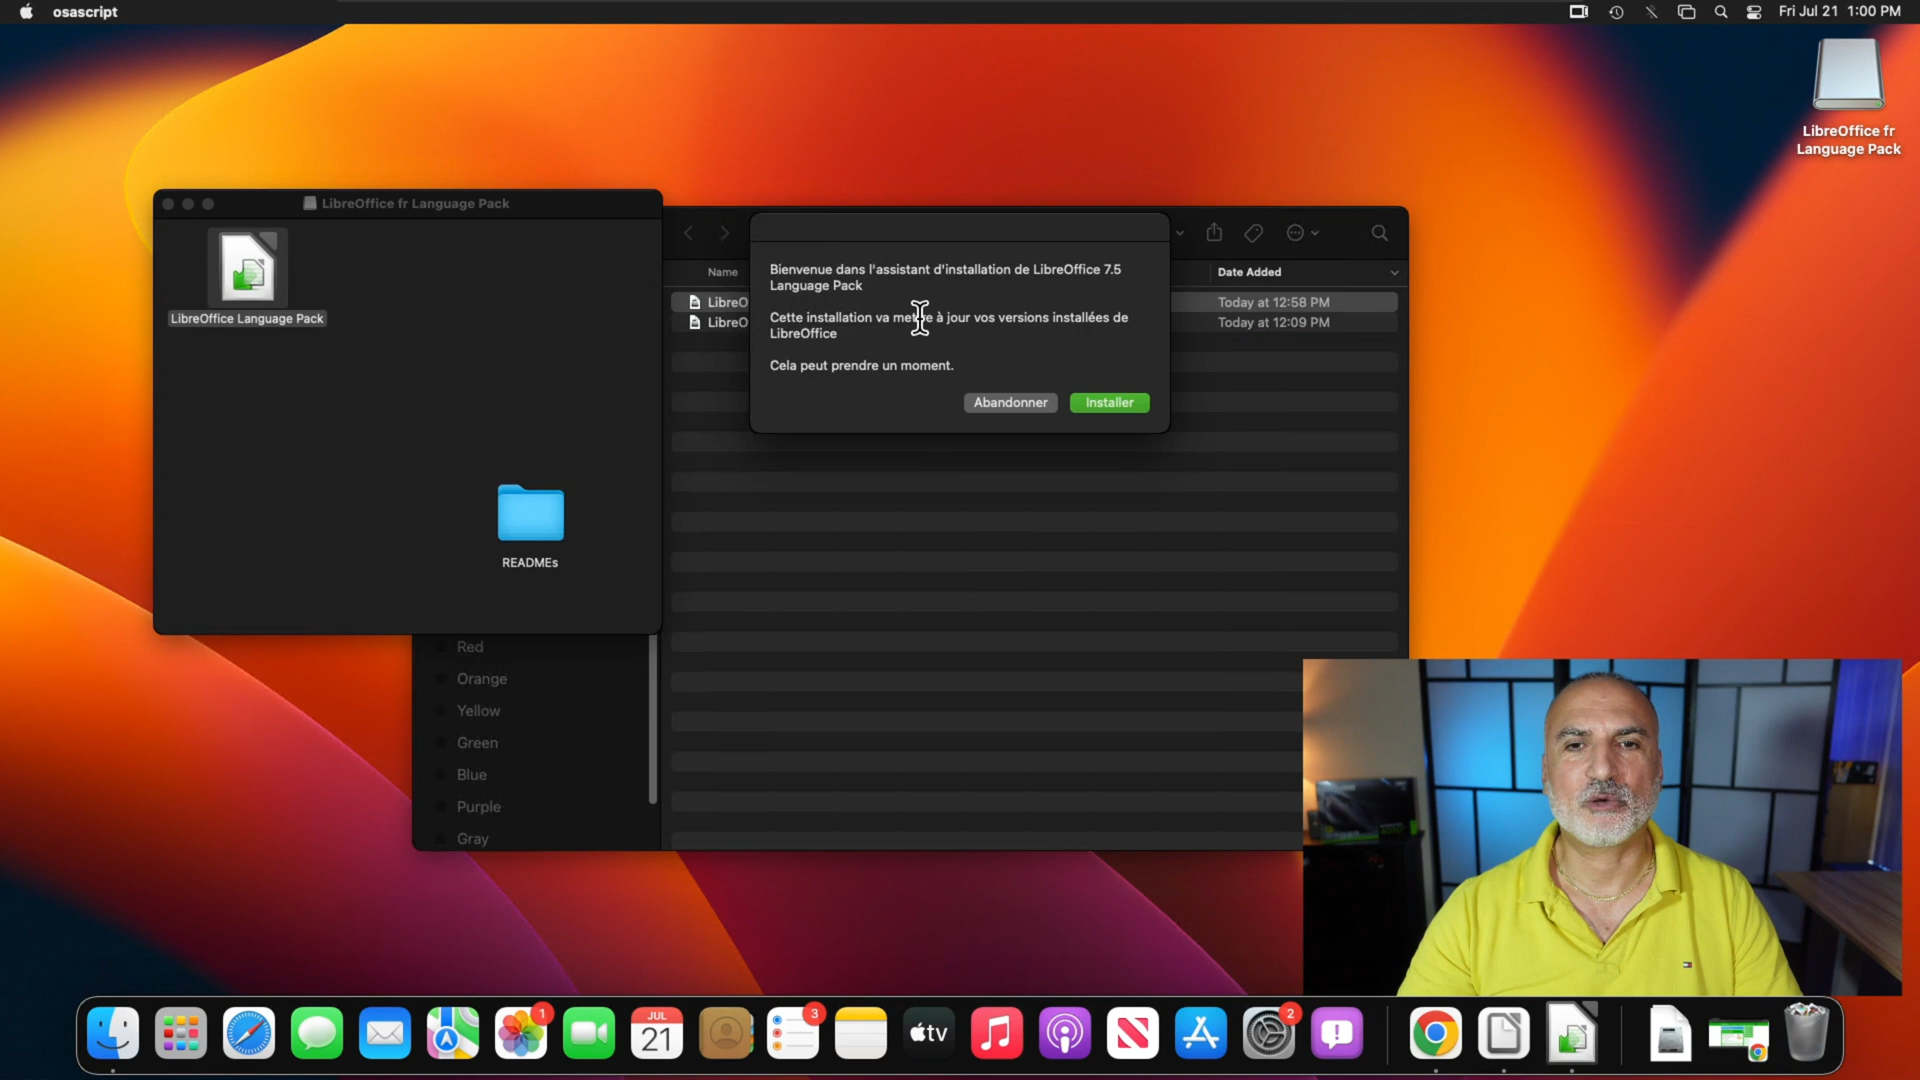 osascript
Fri Jul 21 1:00 PM
LibreOffice fr
Language Pack
LibreOffice fr Language Pack
LibreOffice Language Pack
READMEs
Name
Date Added
LibreO
Today at 12:58 PM
LibreO
Today at 12:09 PM
Bienvenue dans l'assistant d'installation de LibreOffice 7.5
Language Pack
Cette installation va mettre à jour vos versions installées de
LibreOffice
Cela peut prendre un moment.
Abandonner
Installer
Red
Orange
Yellow
Green
Blue
Purple
Gray
1
JUL
21
3
tv
2